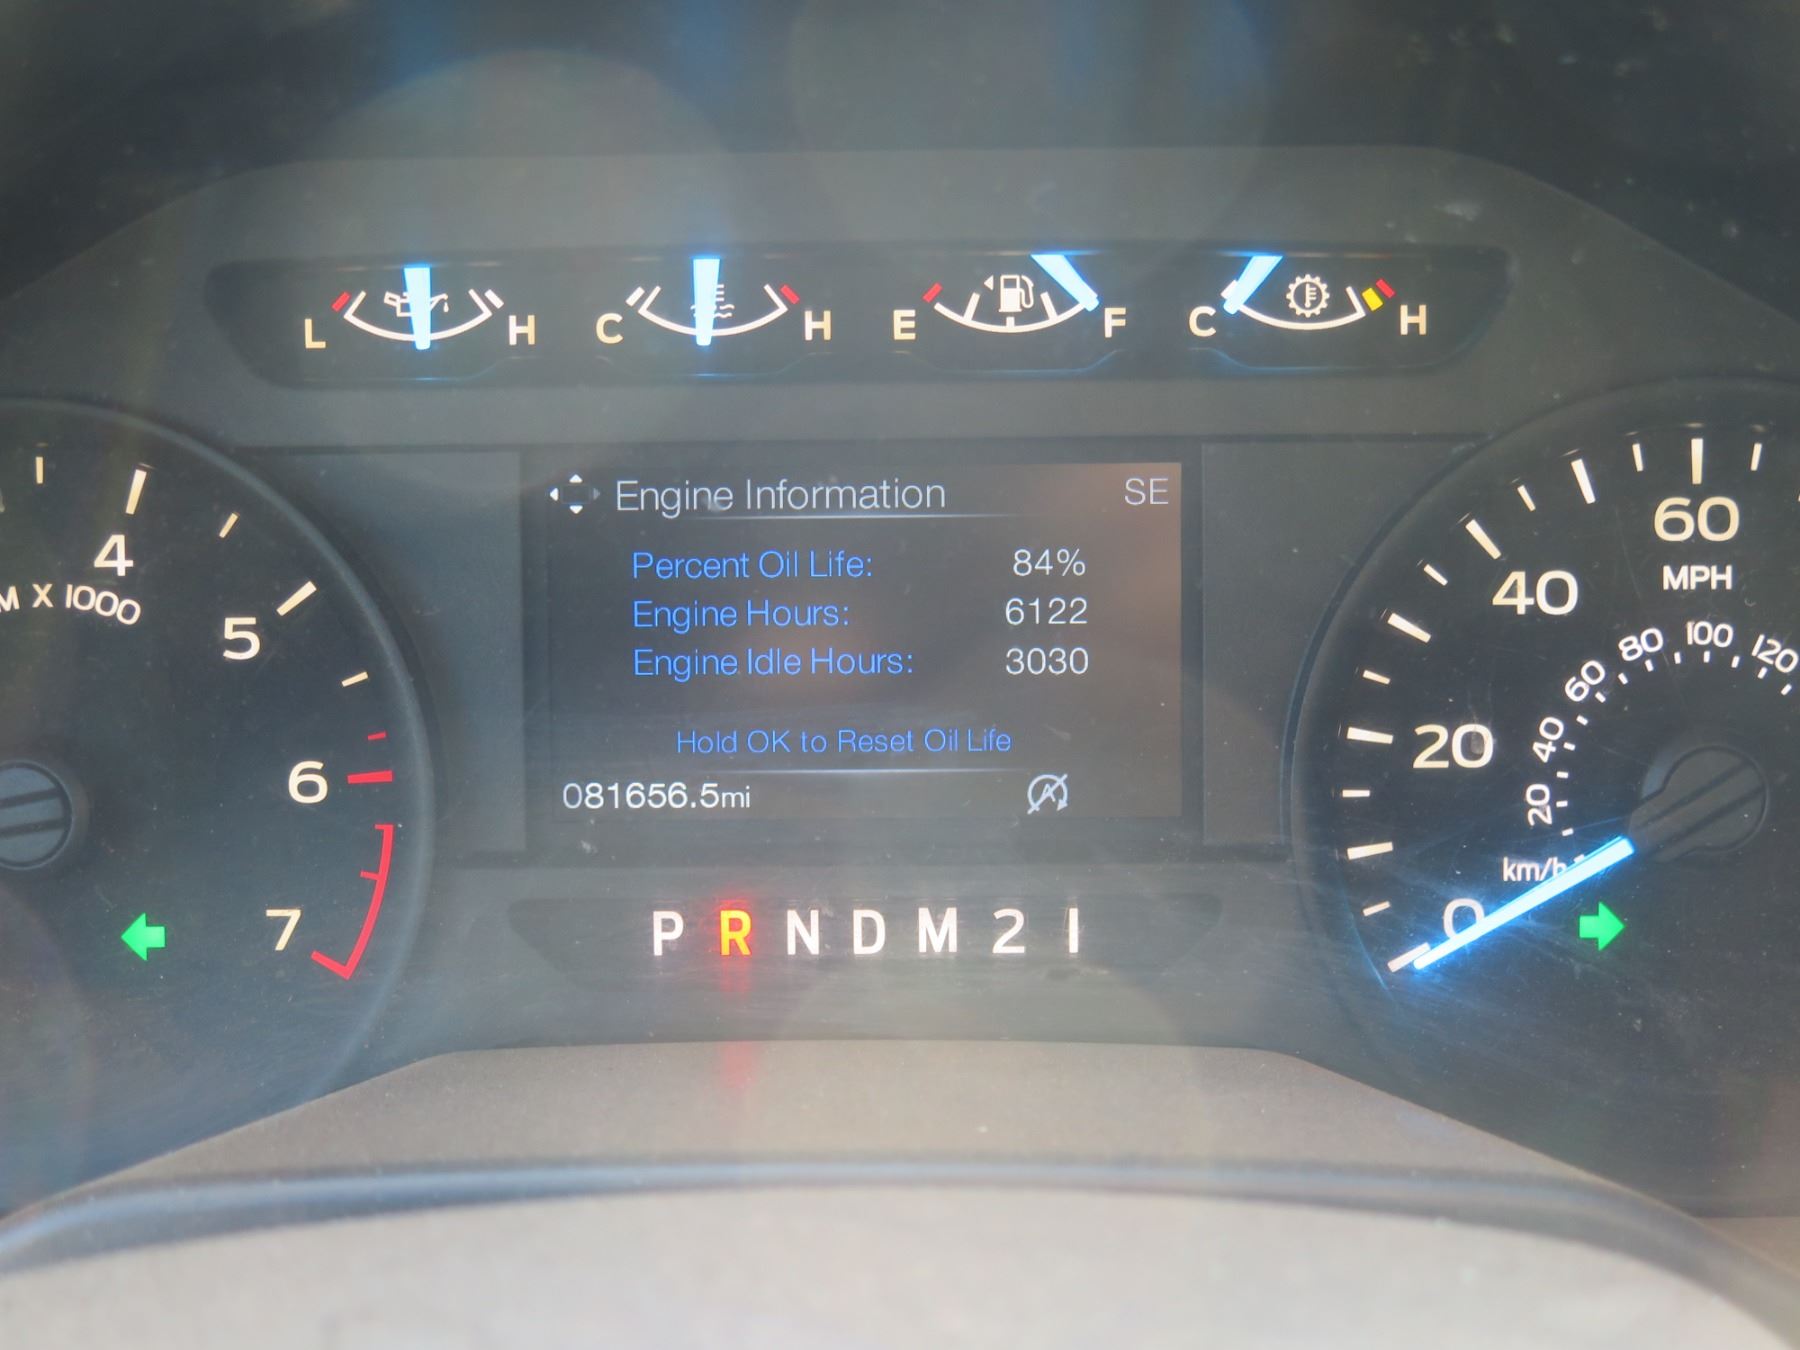 L H C H E F C H
Engine Information SE
Percent Oil Life: 84%
Engine Hours: 6122
Engine Idle Hours: 3030
Hold OK to Reset Oil Life
081656.5mi
P R N D M 2 1
4
M X 1000
5
6
7
60
MPH
40
20
0
120
100
80
60
40
20
km/h